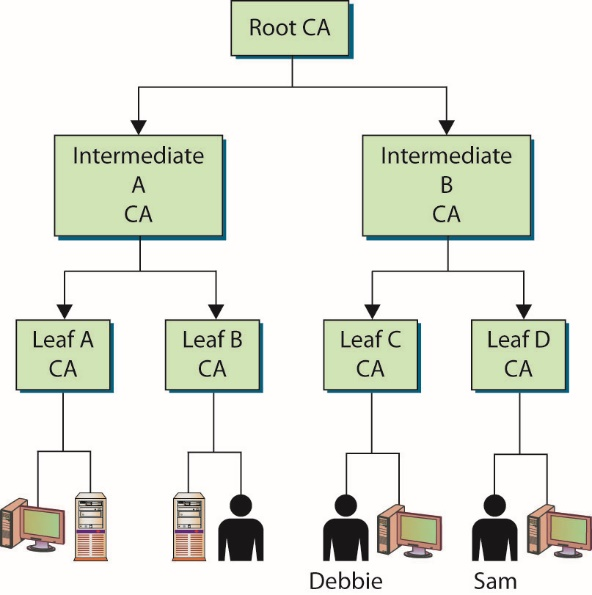 Root CA
Intermediate
A
CA
Intermediate
B
CA
Leaf A
CA
Leaf B
CA
Leaf C
CA
Leaf D
CA
Debbie
Sam